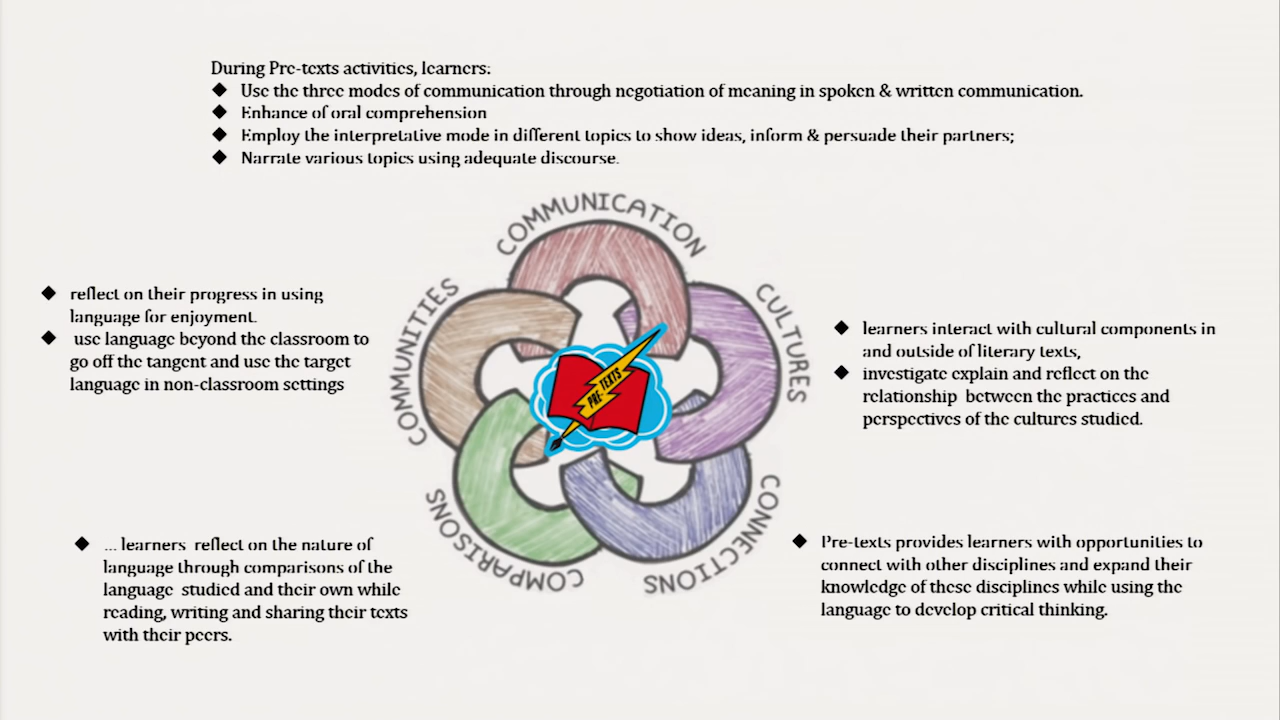 During Pre-texts activities, learners:
◆ Use the three modes of communication through negotiation of meaning in spoken & written communication.
◆ Enhance of oral comprehension
◆ Employ the interpretative mode in different topics to show ideas, inform & persuade their partners;
◆ Narrate various topics using adequate discourse.
COMMUNICATION
COMMUNITIES
CULTURES
◆ reflect on their progress in using
language for enjoyment.
◆ use language beyond the classroom to
go off the tangent and use the target
language in non-classroom settings
◆ learners interact with cultural components in
and outside of literary texts,
◆ investigate explain and reflect on the
relationship between the practices and
perspectives of the cultures studied.
PRE-TEXTS
COMPARISONS
CONNECTIONS
◆ ... learners reflect on the nature of
language through comparisons of the
language studied and their own while
reading, writing and sharing their texts
with their peers.
◆ Pre-texts provides learners with opportunities to
connect with other disciplines and expand their
knowledge of these disciplines while using the
language to develop critical thinking.